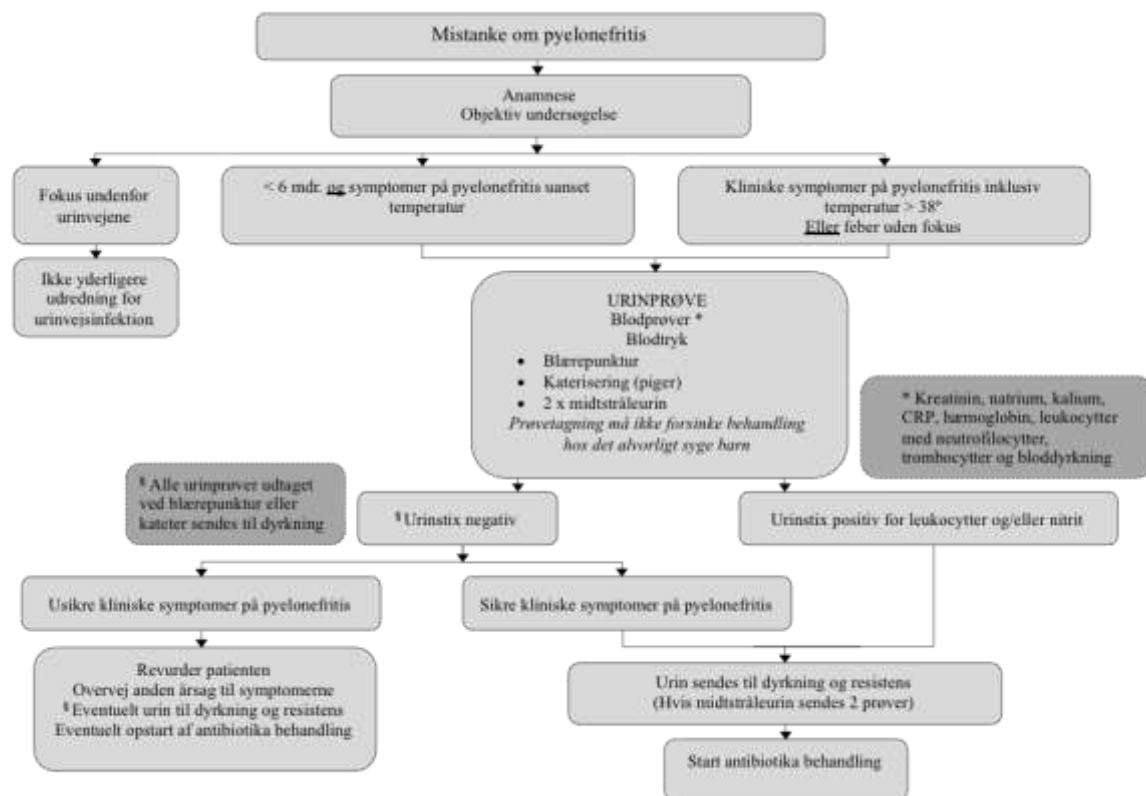 Mistanke om pyelonefritis
Anamnese
Objektiv undersøgelse
Fokus undenfor
urinvejene
< 6 mdr. og symptomer på pyelonefritis uanset
temperatur
Kliniske symptomer på pyelonefritis inklusiv
temperatur > 38º
Eller feber uden fokus
Ikke yderligere
udredning for
urinvejsinfektion
URINPRØVE
Blodprøver *
Blodtryk
• Blærepunktur
• Katerisering (piger)
• 2 x midtstråleurin
Prøvetagning må ikke forsinke behandling
hos det alvorligt syge barn
* Kreatinin, natrium, kalium,
CRP, hæmoglobin, leukocytter
med neutrofilocytter,
trombocytter og bloddyrkning
§ Alle urinprøver udtaget
ved blærepunktur eller
kateter sendes til dyrkning
§ Urinstix negativ
Urinstix positiv for leukocytter og/eller nitrit
Usikre kliniske symptomer på pyelonefritis
Sikre kliniske symptomer på pyelonefritis
Revurder patienten
Overvej anden årsag til symptomerne
§ Eventuelt urin til dyrkning og resistens
Eventuelt opstart af antibiotika behandling
Urin sendes til dyrkning og resistens
(Hvis midtstråleurin sendes 2 prøver)
Start antibiotika behandling